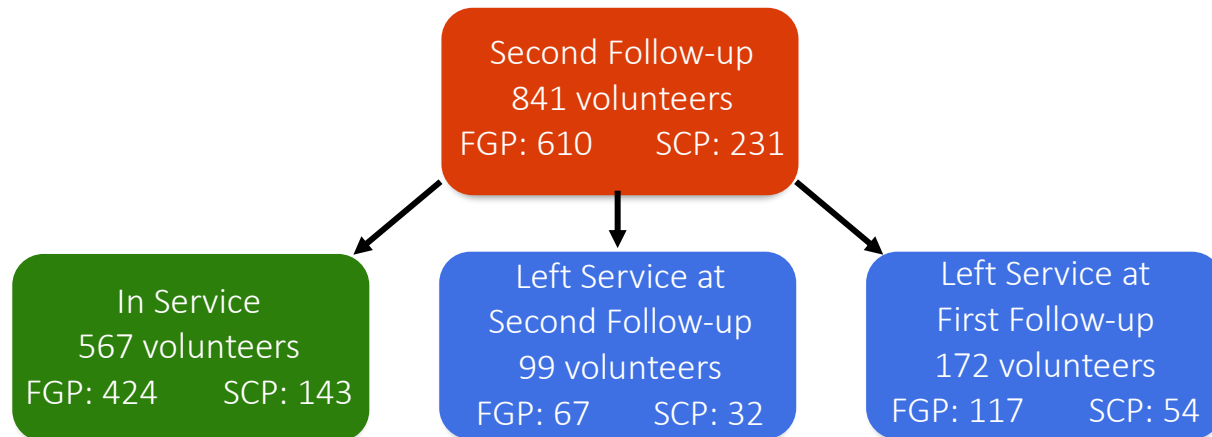 Second Follow-up
841 volunteers
FGP: 610 SCP: 231
In Service
567 volunteers
FGP: 424 SCP: 143
Left Service at
Second Follow-up
99 volunteers
FGP: 67 SCP: 32
Left Service at
First Follow-up
172 volunteers
FGP: 117 SCP: 54